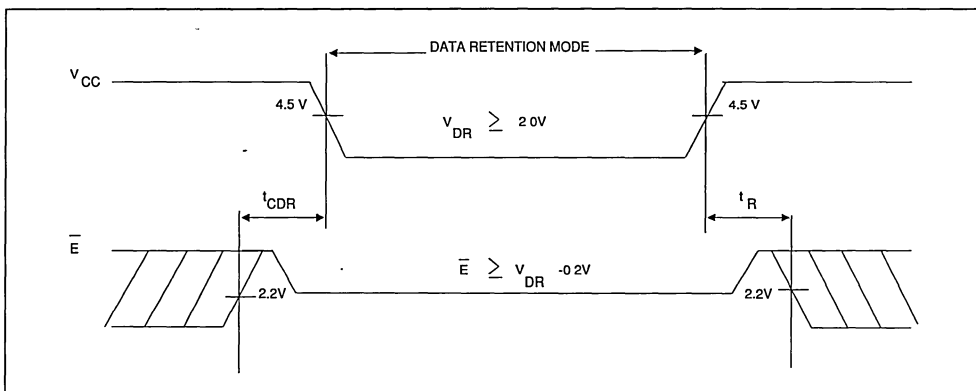 DATA RETENTION MODE
V CC
4.5 V
4.5 V
V DR ≥ 2 0V
t CDR
t R
E̅
E̅ ≥ V DR -0 2V
2.2V
2.2V